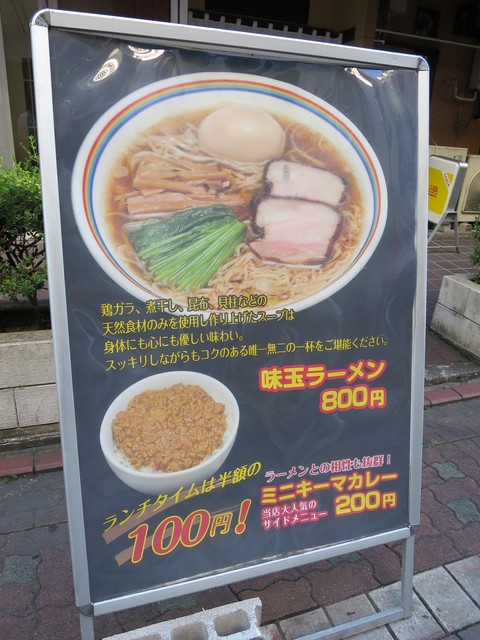 鶏ガラ、煮干し、昆布、貝柱などの
天然食材のみを使用し作り上げたスープは
身体にも心にも優しい味わい。
スッキリしながらもコクのある唯一無二の一杯をご堪能ください。
味玉ラーメン
800円
ラーメンとの相性も抜群！
ミニキーマカレー
当店大人気の
サイドメニュー
200円
ランチタイムは半額の
100円！